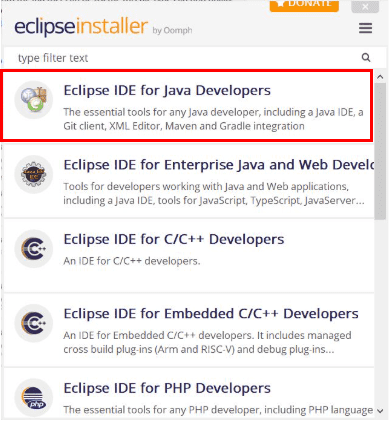 DONATE
eclipseinstaller by Oomph
type filter text
Eclipse IDE for Java Developers
The essential tools for any Java developer, including a Java IDE, a
Git client, XML Editor, Maven and Gradle integration
Eclipse IDE for Enterprise Java and Web Develo
Tools for developers working with Java and Web applications,
including a Java IDE, tools for JavaScript, TypeScript, JavaServer...
Eclipse IDE for C/C++ Developers
An IDE for C/C++ developers.
Eclipse IDE for Embedded C/C++ Developers
An IDE for Embedded C/C++ developers. It includes managed
cross build plug-ins (Arm and RISC-V) and debug plug-ins...
php
Eclipse IDE for PHP Developers
The essential tools for any PHP developer, including PHP language